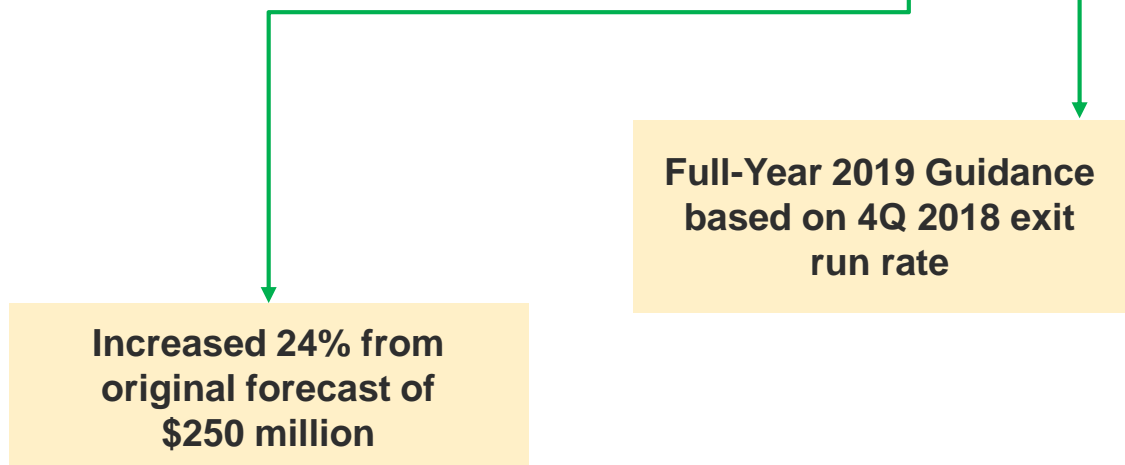 Full-Year 2019 Guidance
based on 4Q 2018 exit
run rate
Increased 24% from
original forecast of
$250 million